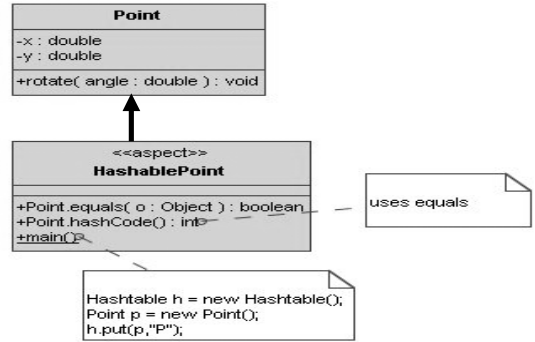 Point
-x : double
-y : double
+rotate( angle : double ) : void
<<aspect>>
HashablePoint
+Point.equals( o : Object ) : boolean
+Point.hashCode() : int
+main()
uses equals
Hashtable h = new Hashtable();
Point p = new Point();
h.put(p,"P");